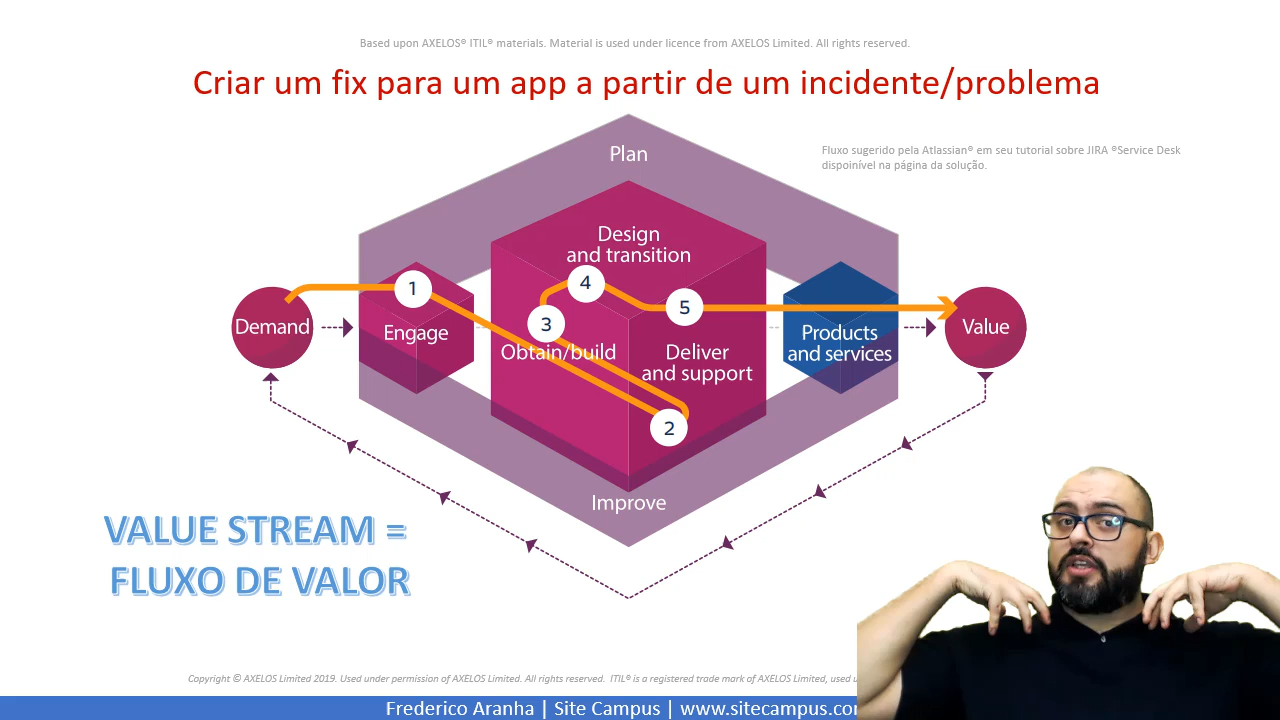 Based upon AXELOS® ITIL® materials. Material is used under licence from AXELOS Limited. All rights reserved.
Criar um fix para um app a partir de um incidente/problema
Fluxo sugerido pela Atlassian® em seu tutorial sobre JIRA ®Service Desk
dispoinível na página da solução.
Plan
Design
and transition
4
1
5
3
Demand
Engage
Obtain/build
Deliver
and support
Products
and services
Value
2
Improve
VALUE STREAM =
FLUXO DE VALOR
Copyright © AXELOS Limited 2019. Used under permission of AXELOS Limited. All rights reserved. ITIL® is a registered trade mark of AXELOS Limited, used
Frederico Aranha | Site Campus | www.sitecampus.co